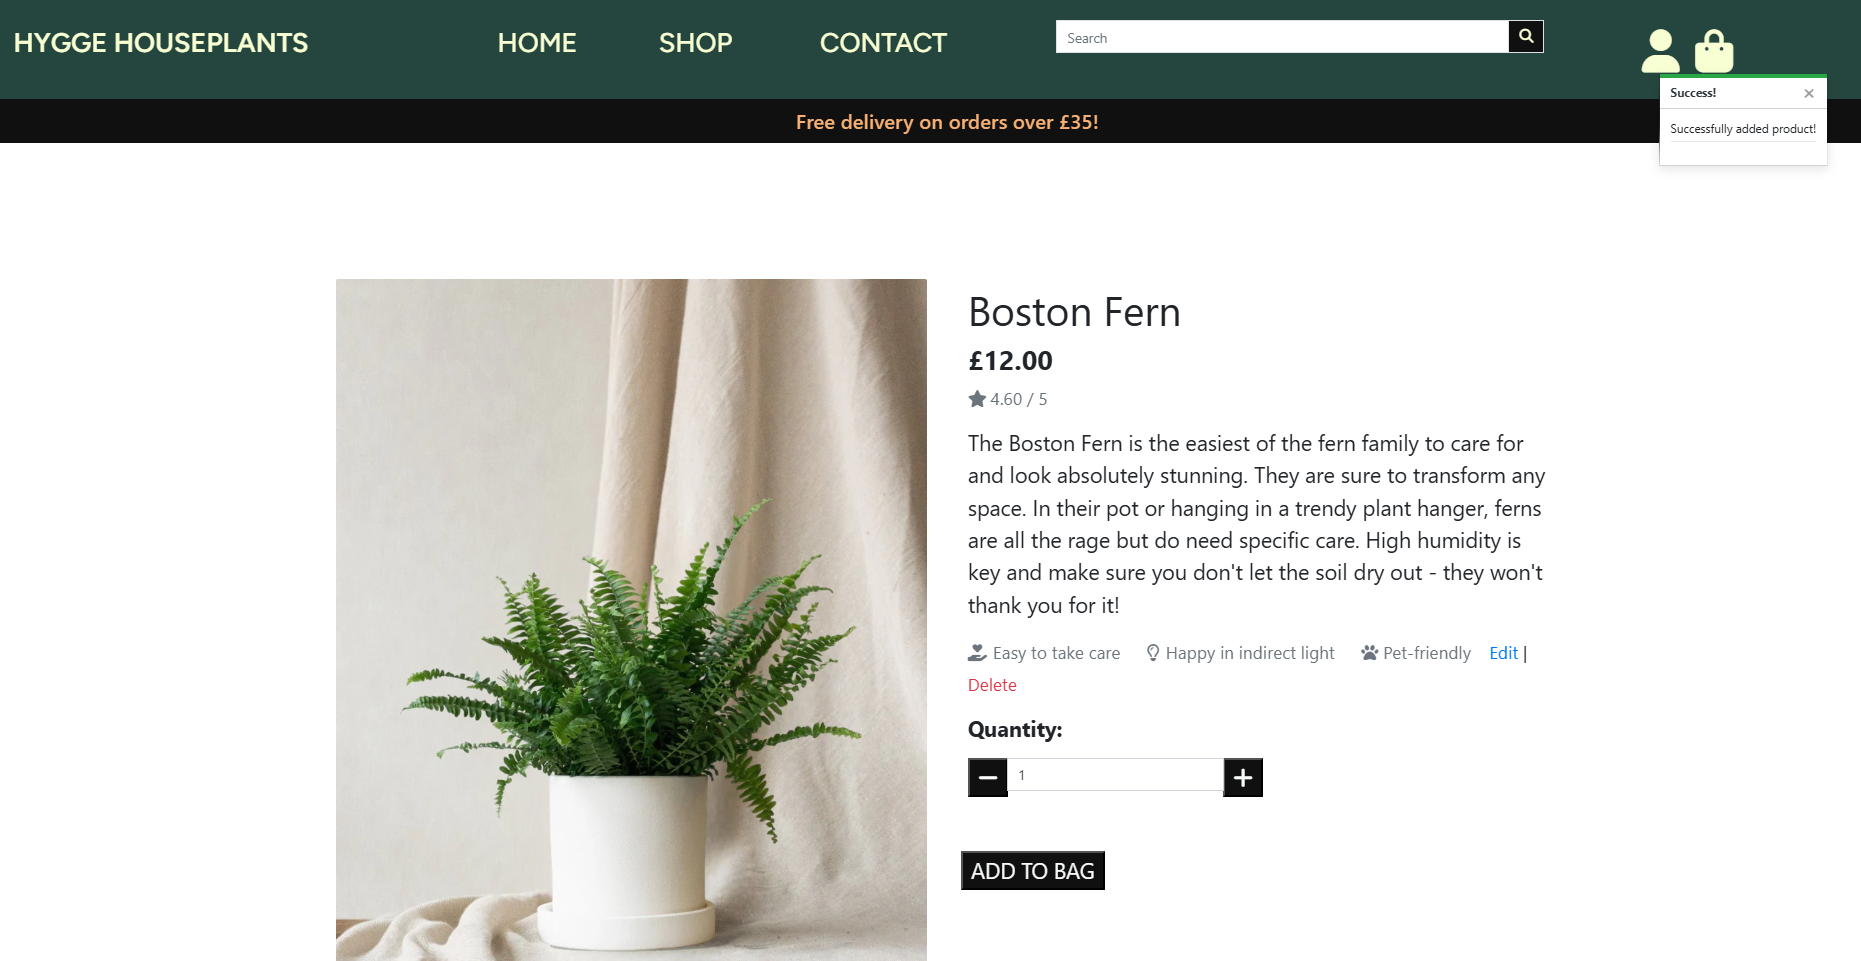 HYGGE HOUSEPLANTS
HOME
SHOP
CONTACT
Search
Success!
Successfully added product!
Free delivery on orders over £35!
Boston Fern
£12.00
4.60 / 5
The Boston Fern is the easiest of the fern family to care for
and look absolutely stunning. They are sure to transform any
space. In their pot or hanging in a trendy plant hanger, ferns
are all the rage but do need specific care. High humidity is
key and make sure you don't let the soil dry out - they won't
thank you for it!
Easy to take care Happy in indirect light Pet-friendly Edit |
Delete
Quantity:
1
ADD TO BAG